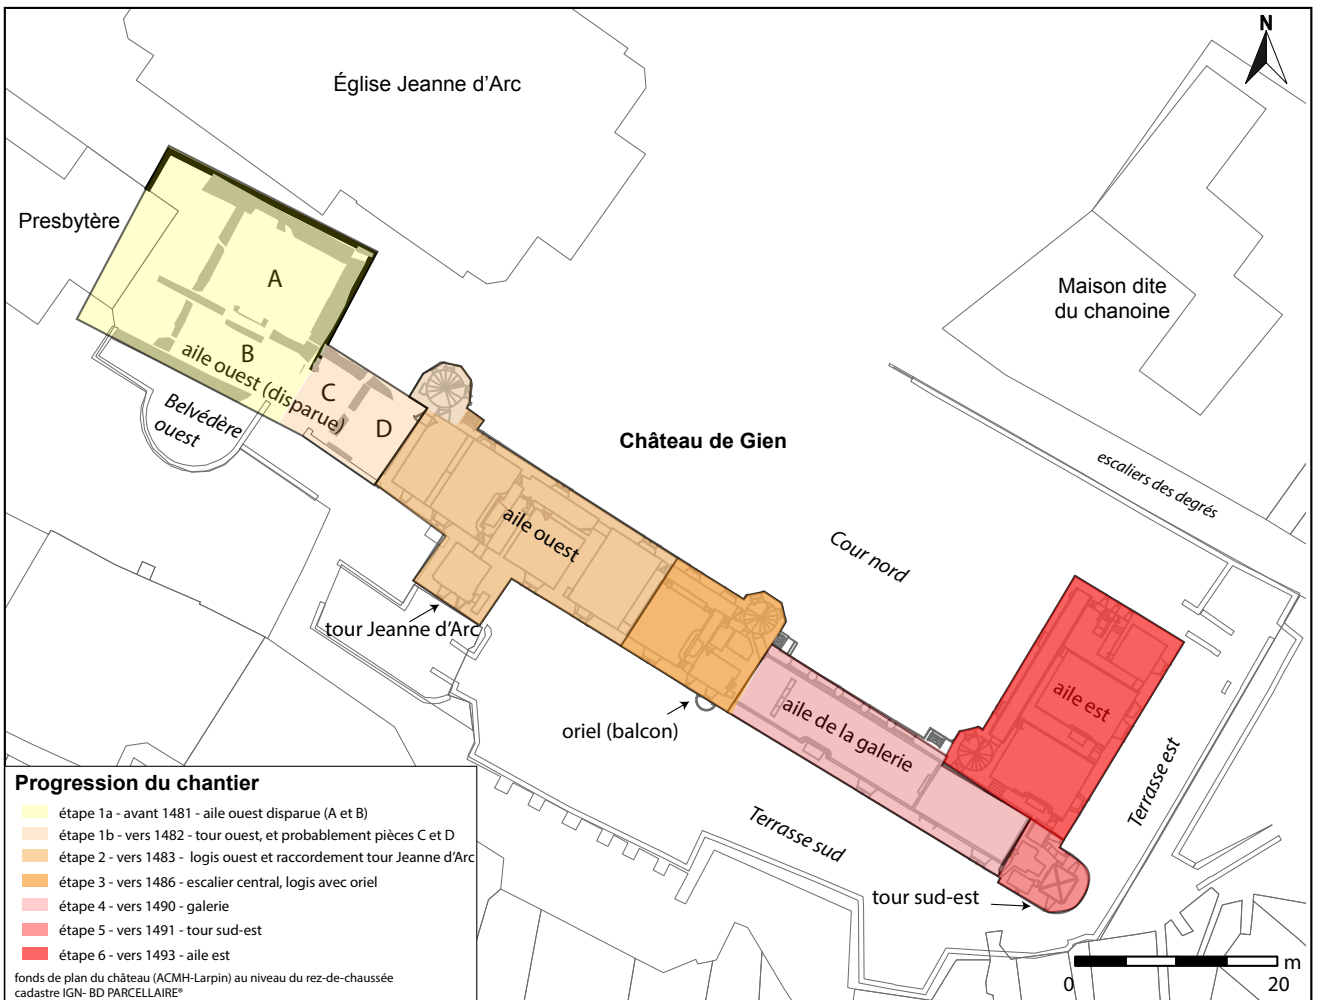 N
Église Jeanne d'Arc
Presbytère
A
Maison dite
du chanoine
B
aile ouest (disparue)
C
D
Belvédère
ouest
Château de Gien
escaliers des degrés
aile ouest
Cour nord
tour Jeanne d'Arc
aile est
oriel (balcon)
aile de la galerie
Terrasse est
Terrasse sud
tour sud-est
Progression du chantier
étape 1a - avant 1481 - aile ouest disparue (A et B)
étape 1b - vers 1482 - tour ouest, et probablement pièces C et D
étape 2 - vers 1483 - logis ouest et raccordement tour Jeanne d'Arc
étape 3 - vers 1486 - escalier central, logis avec oriel
étape 4 - vers 1490 - galerie
étape 5 - vers 1491 - tour sud-est
étape 6 - vers 1493 - aile est
fonds de plan du château (ACMH-Larpin) au niveau du rez-de-chaussée
cadastre IGN- BD PARCELLAIRE®
m
0 20